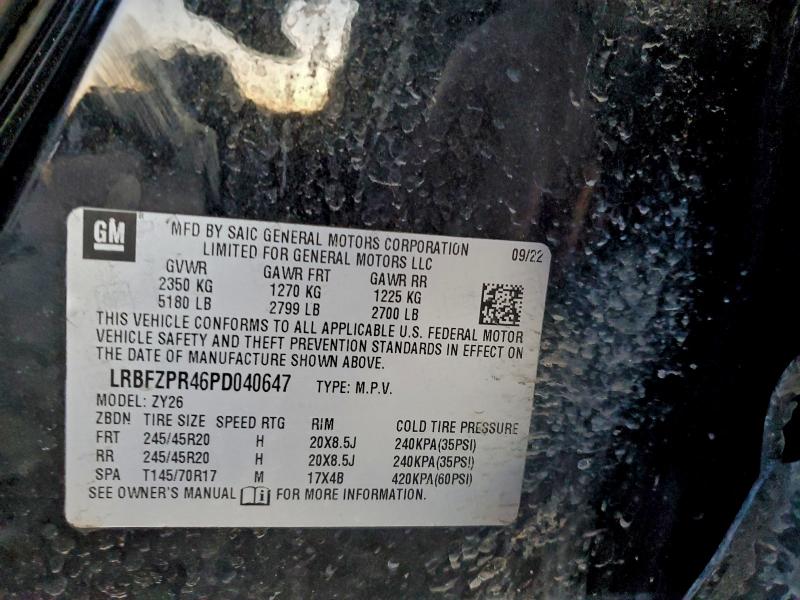 GM
MFD BY SAIC GENERAL MOTORS CORPORATION
LIMITED FOR GENERAL MOTORS LLC
09/22
GVWR GAWR FRT GAWR RR
2350 KG 1270 KG 1225 KG
5180 LB 2799 LB 2700 LB
THIS VEHICLE CONFORMS TO ALL APPLICABLE U.S. FEDERAL MOTOR
VEHICLE SAFETY AND THEFT PREVENTION STANDARDS IN EFFECT ON
THE DATE OF MANUFACTURE SHOWN ABOVE.
LRBFZPR46PD040647 TYPE: M.P.V.
MODEL: ZY26
ZBDN TIRE SIZE SPEED RTG RIM COLD TIRE PRESSURE
FRT 245/45R20 H 20X8.5J 240KPA(35PSI)
RR 245/45R20 H 20X8.5J 240KPA(35PSI)
SPA T145/70R17 M 17X4B 420KPA(60PSI)
SEE OWNER'S MANUAL FOR MORE INFORMATION.